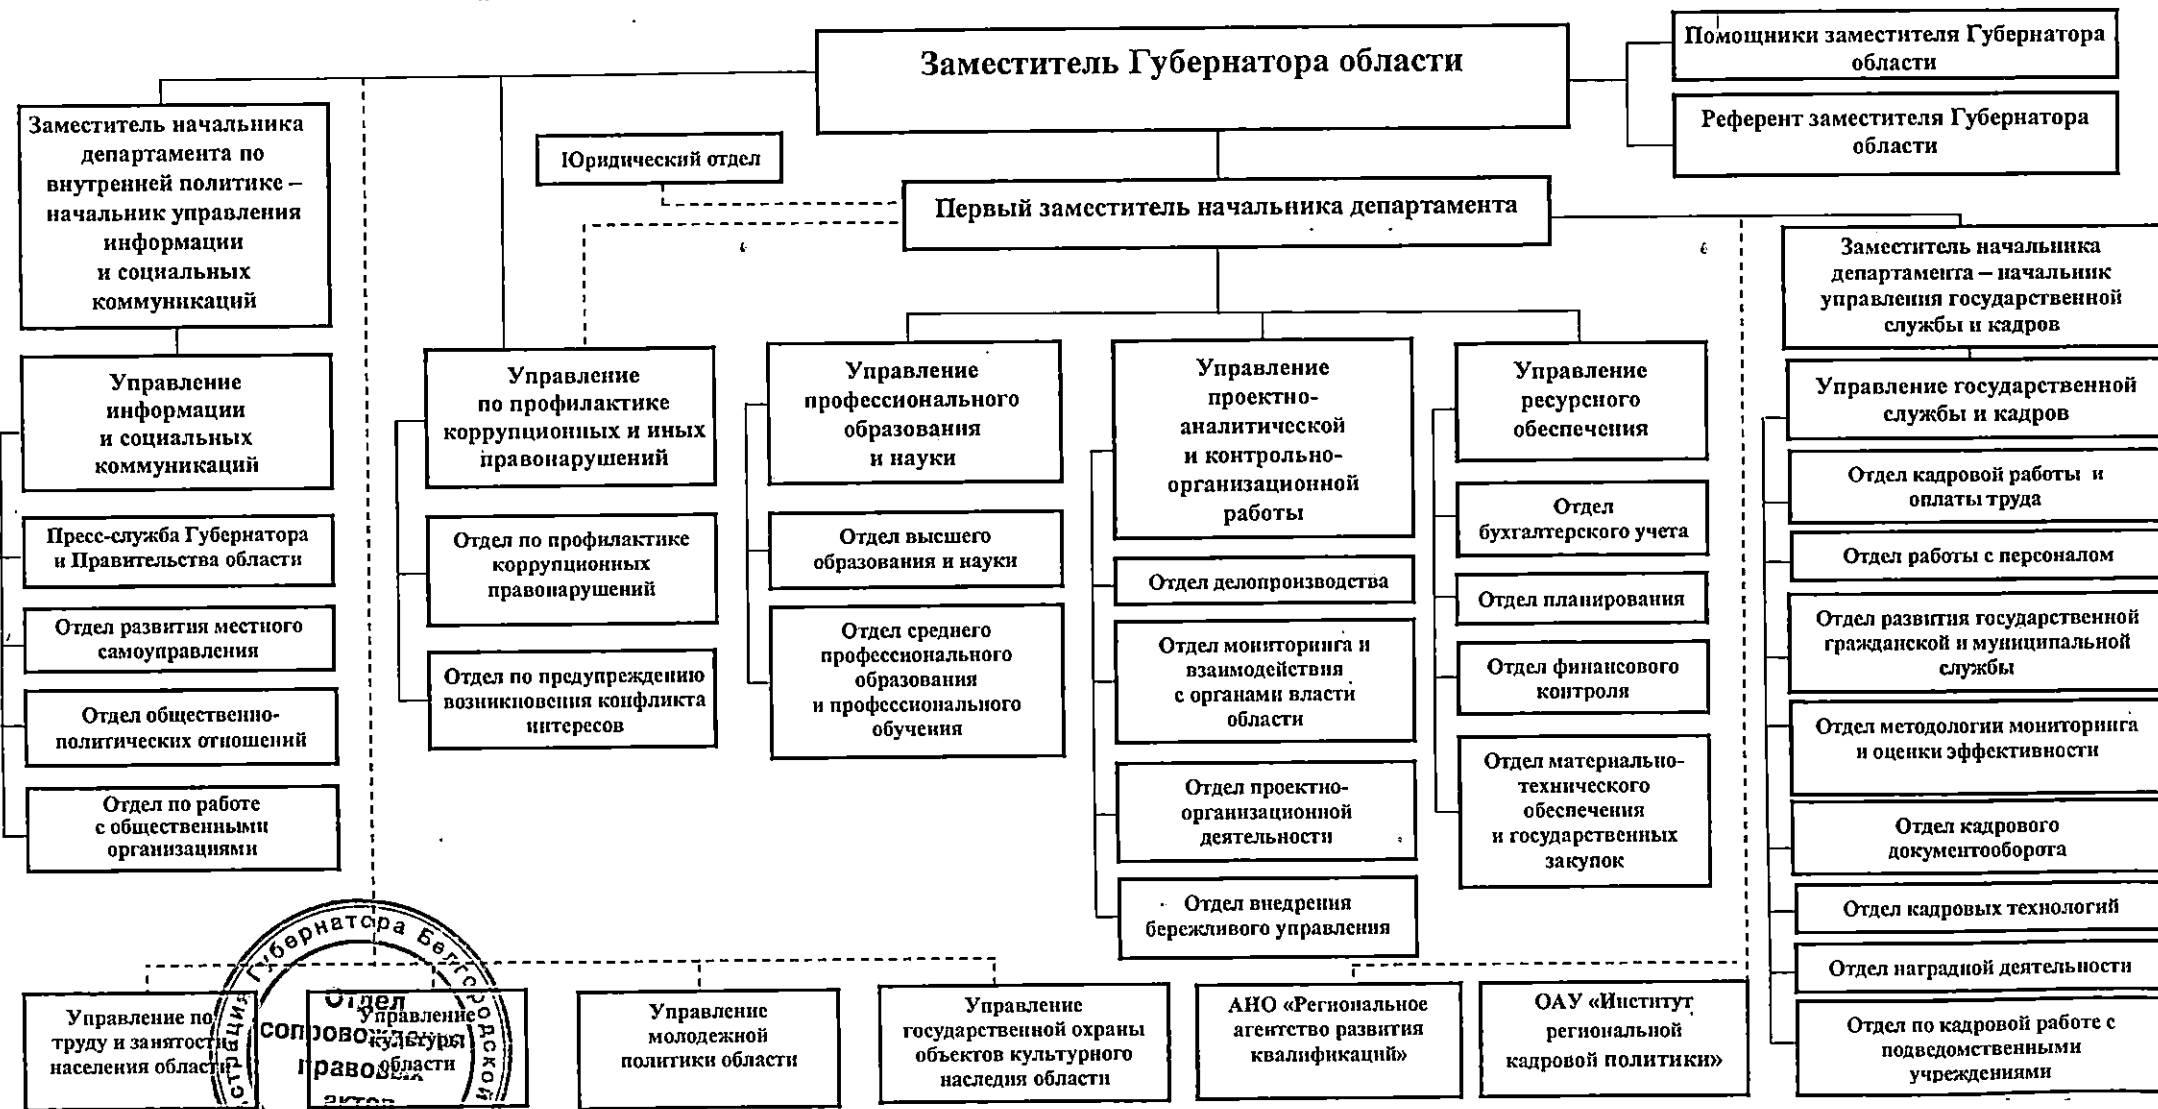 Заместитель Губернатора области
Помощники заместителя Губернатора
области
Референт заместителя Губернатора
области
Заместитель начальника
департамента по
внутренней политике –
начальник управления
информации
и социальных
коммуникаций
Юридический отдел
Первый заместитель начальника департамента
Заместитель начальника
департамента – начальник
управления государственной
службы и кадров
Управление
информации
и социальных
коммуникаций
Пресс-служба Губернатора
и Правительства области
Отдел развития местного
самоуправления
Отдел общественно-
политических отношений
Отдел по работе
с общественными
организациями
Управление
по профилактике
коррупционных и иных
правонарушений
Отдел по профилактике
коррупционных
правонарушений
Отдел по предупреждению
возникновения конфликта
интересов
Управление
профессионального
образования
и науки
Отдел высшего
образования и науки
Отдел среднего
профессионального
образования
и профессионального
обучения
Управление
проектно-
аналитической
и контрольно-
организационной
работы
Отдел делопроизводства
Отдел мониторинга и
взаимодействия
с органами власти
области
Отдел проектно-
организационной
деятельности
Отдел внедрения
бережливого управления
Управление
ресурсного
обеспечения
Отдел
бухгалтерского учета
Отдел планирования
Отдел финансового
контроля
Отдел материально-
технического
обеспечения
и государственных
закупок
Управление государственной
службы и кадров
Отдел кадровой работы и
оплаты труда
Отдел работы с персоналом
Отдел развития государственной
гражданской и муниципальной
службы
Отдел методологии мониторинга
и оценки эффективности
Отдел кадрового
документооборота
Отдел кадровых технологий
Отдел наградной деятельности
Отдел по кадровой работе с
подведомственными
учреждениями
Управление по
труду и занятости
населения области
Управление
культуры
области
Управление
молодежной
политики области
Управление
государственной охраны
объектов культурного
наследия области
АНО «Региональное
агентство развития
квалификаций»
ОАУ «Институт
региональной
кадровой политики»
Губернатора Белгородской
Отдел
сопровождения
правовых
актов